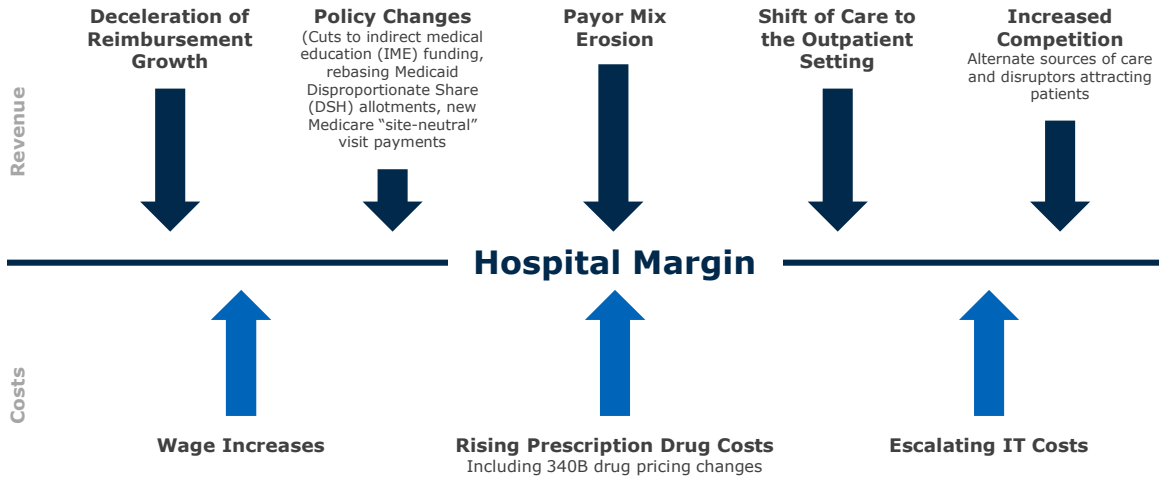 Deceleration of
Reimbursement
Growth
Policy Changes
(Cuts to indirect medical
education (IME) funding,
rebasing Medicaid
Disproportionate Share
(DSH) allotments, new
Medicare “site-neutral”
visit payments
Payor Mix
Erosion
Shift of Care to
the Outpatient
Setting
Increased
Competition
Alternate sources of care
and disruptors attracting
patients
Revenue
Hospital Margin
Costs
Wage Increases
Rising Prescription Drug Costs
Including 340B drug pricing changes
Escalating IT Costs